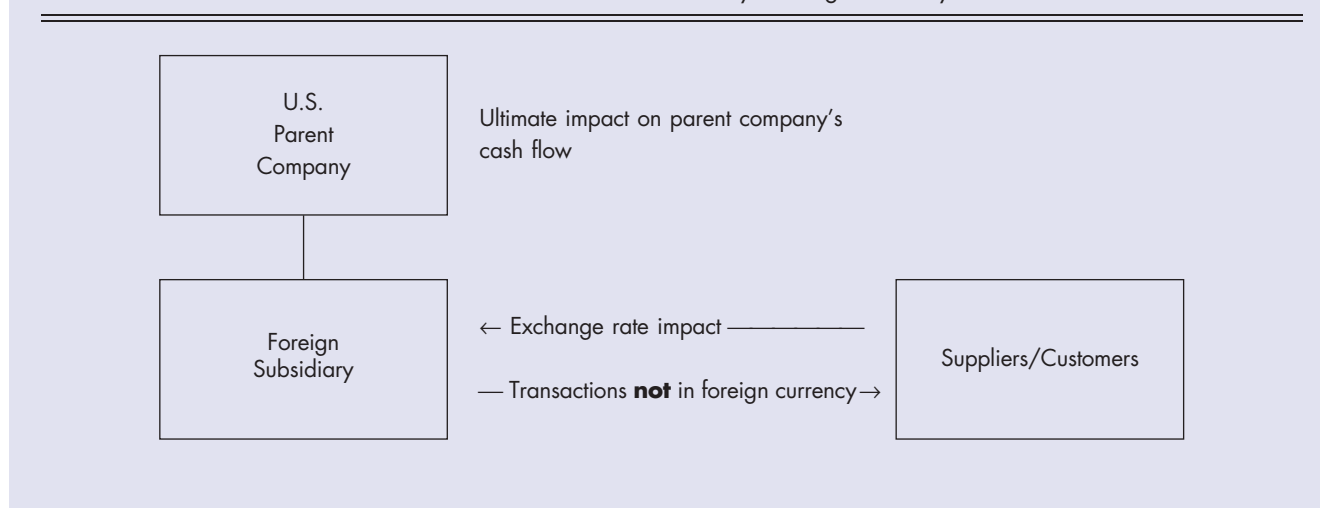 U.S.
Parent
Company
Ultimate impact on parent company's
cash flow
Foreign
Subsidiary
← Exchange rate impact ———
— Transactions not in foreign currency→
Suppliers/Customers